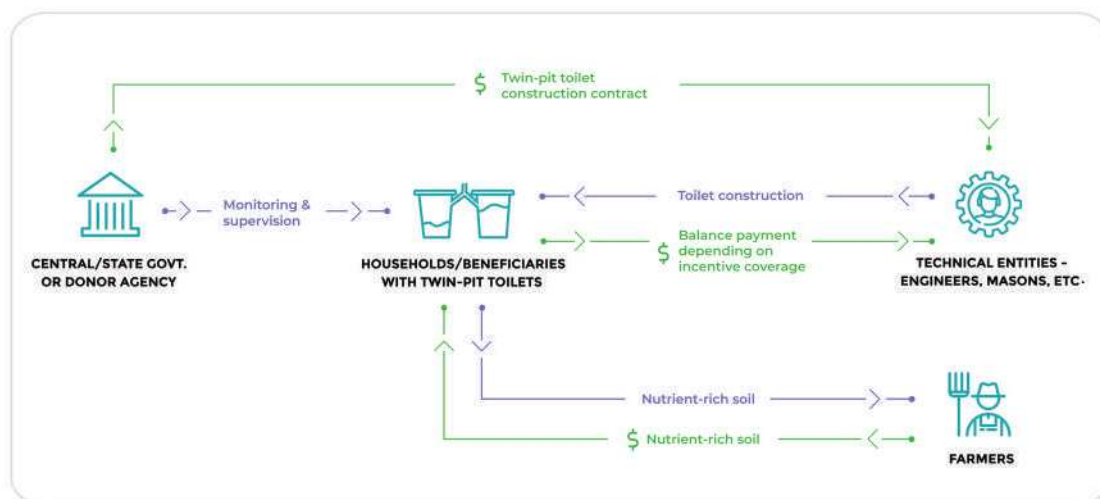 $ Twin-pit toilet
construction contract
Monitoring &
supervision
Toilet construction
$ Balance payment
depending on
incentive coverage
CENTRAL/STATE GOVT.
OR DONOR AGENCY
HOUSEHOLDS/BENEFICIARIES
WITH TWIN-PIT TOILETS
TECHNICAL ENTITIES -
ENGINEERS, MASONS, ETC.
Nutrient-rich soil
$ Nutrient-rich soil
FARMERS